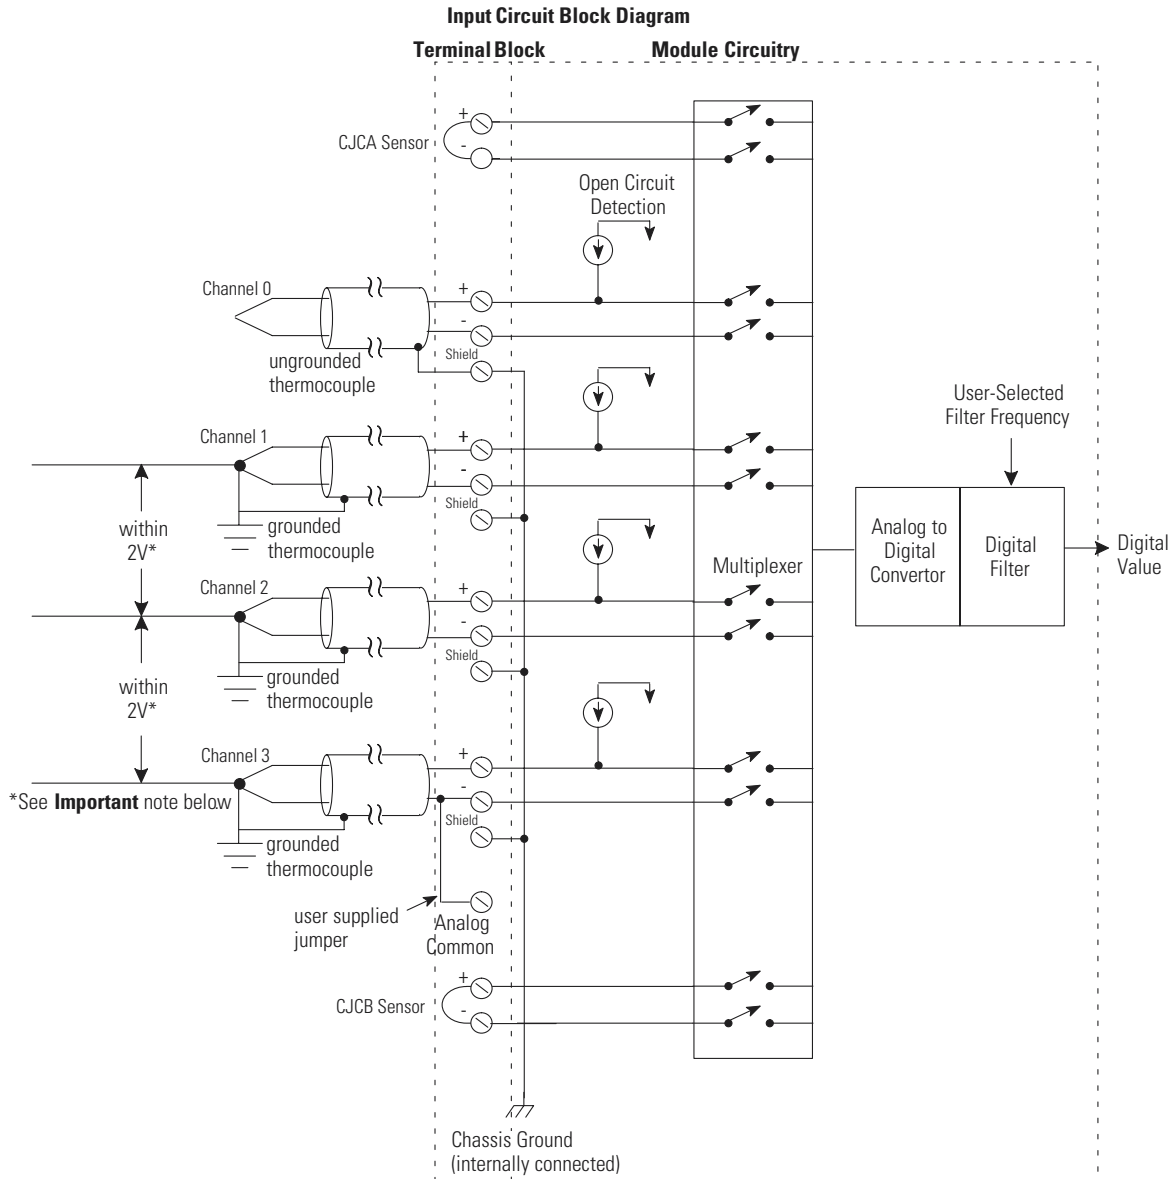 Input Circuit Block Diagram
Terminal Block
Module Circuitry
+
CJCA Sensor
-
Open Circuit
Detection
Channel 0
+
-
Shield
ungrounded
thermocouple
User-Selected
Filter Frequency
Channel 1
+
-
Shield
within
2V*
grounded
thermocouple
Analog to
Digital
Convertor
Digital
Filter
Digital
Value
Multiplexer
Channel 2
+
-
Shield
within
2V*
grounded
thermocouple
Channel 3
+
-
*See Important note below
Shield
grounded
thermocouple
user supplied
jumper
Analog
Common
+
CJCB Sensor
-
Chassis Ground
(internally connected)